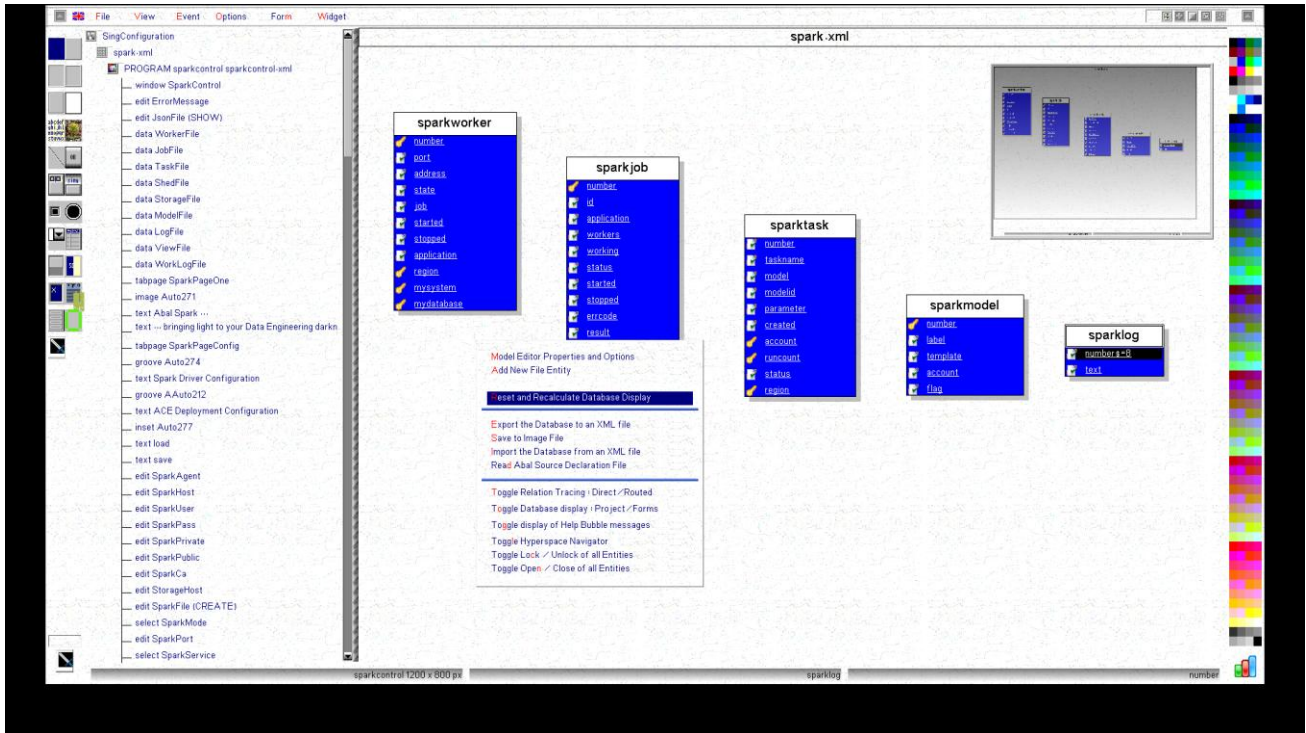 File View Event Options Form Widget
SingConfiguration
spark-xml
PROGRAM sparkcontrol sparkcontrol-xml
window SparkControl
edit ErrorMessage
edit JsonFile (SHOW)
data WorkerFile
data JobFile
data TaskFile
data ShedFile
data StorageFile
data ModelFile
data LogFile
data ViewFile
data WorkLogFile
tabpage SparkPageOne
image Auto271
text Abal Spark ...
text ... bringing light to your Data Engineering darkn
tabpage SparkPageConfig
groove Auto274
text Spark Driver Configuration
groove AAuto212
text ACE Deployment Configuration
inset Auto277
text load
text save
edit SparkAgent
edit SparkHost
edit SparkUser
edit SparkPass
edit SparkPrivate
edit SparkPublic
edit SparkCa
edit StorageHost
edit SparkFile (CREATE)
select SparkMode
edit SparkPort
select SparkService
spark-xml
sparkworker
number
port
address
state
job
started
stopped
application
region
mysystem
mydatabase
sparkjob
number
id
application
workers
working
status
started
stopped
errcode
result
sparktask
number
taskname
model
modelid
parameter
created
account
runcount
status
region
sparkmodel
number
label
template
account
flag
sparklog
text
Model Editor Properties and Options
Add New File Entity
Reset and Recalculate Database Display
Export the Database to an XML file
Save to Image File
Import the Database from an XML file
Read Abal Source Declaration File
Toggle Relation Tracing : Direct / Routed
Toggle Database display : Project / Forms
Toggle display of Help Bubble messages
Toggle Hyperspace Navigator
Toggle Lock / Unlock of all Entities
Toggle Open / Close of all Entities
sparkcontrol 1200 x 800 px
sparklog
number